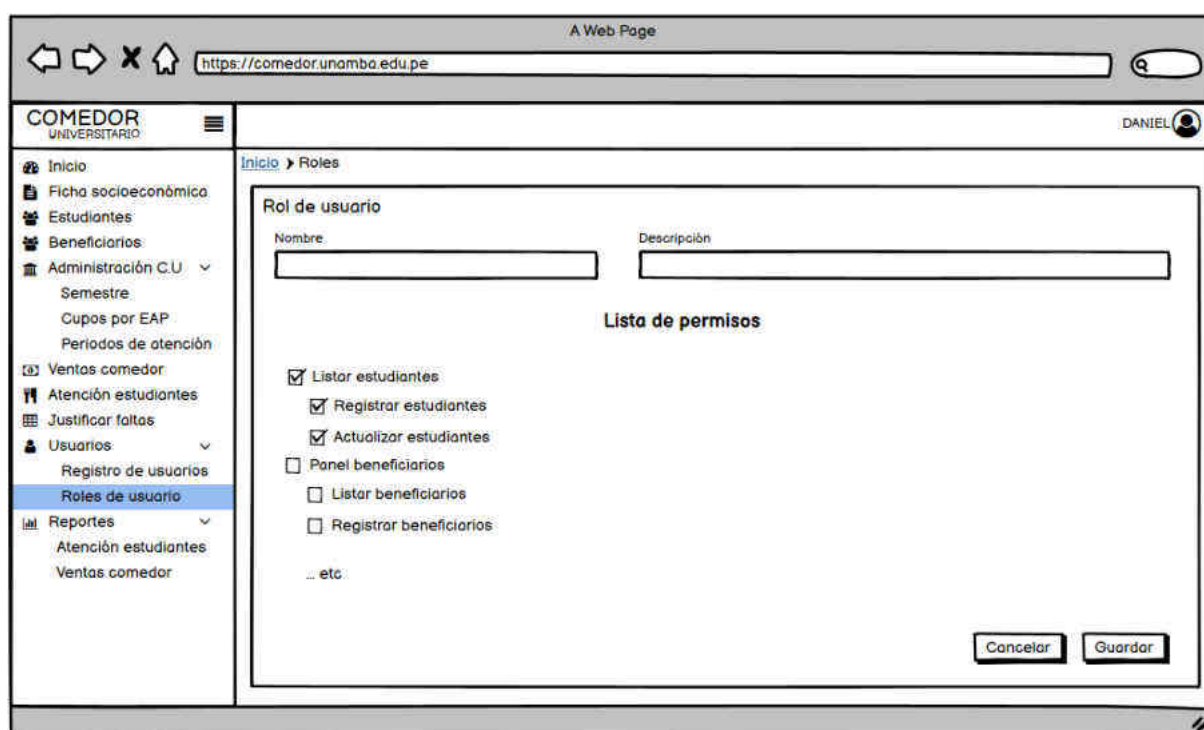 A Web Page
https://comedor.unamba.edu.pe
COMEDOR
UNIVERSITARIO
DANIEL
Inicio
Ficha socioeconómica
Estudiantes
Beneficiarios
Administración C.U
Semestre
Cupos por EAP
Periodos de atención
Ventas comedor
Atención estudiantes
Justificar faltas
Usuarios
Registro de usuarios
Roles de usuario
Reportes
Atención estudiantes
Ventas comedor
Inicio > Roles
Rol de usuario
Nombre
Descripción
Lista de permisos
Listar estudiantes
Registrar estudiantes
Actualizar estudiantes
Panel beneficiarios
Listar beneficiarios
Registrar beneficiarios
... etc
Cancelar
Guardar